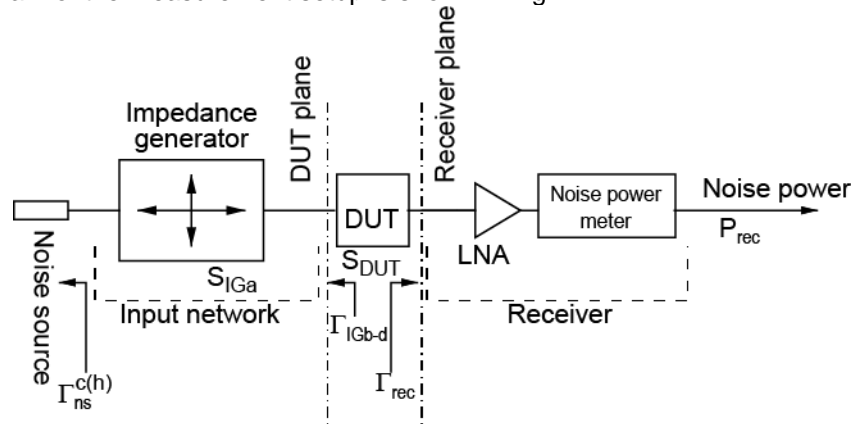 Impedance
generator
DUT plane
Receiver plane
Noise source
S_IGa
Input network
Γ_ns^c(h)
DUT
S_DUT
Γ_IGb-d
Γ_rec
LNA
Noise power
meter
Receiver
Noise power
P_rec